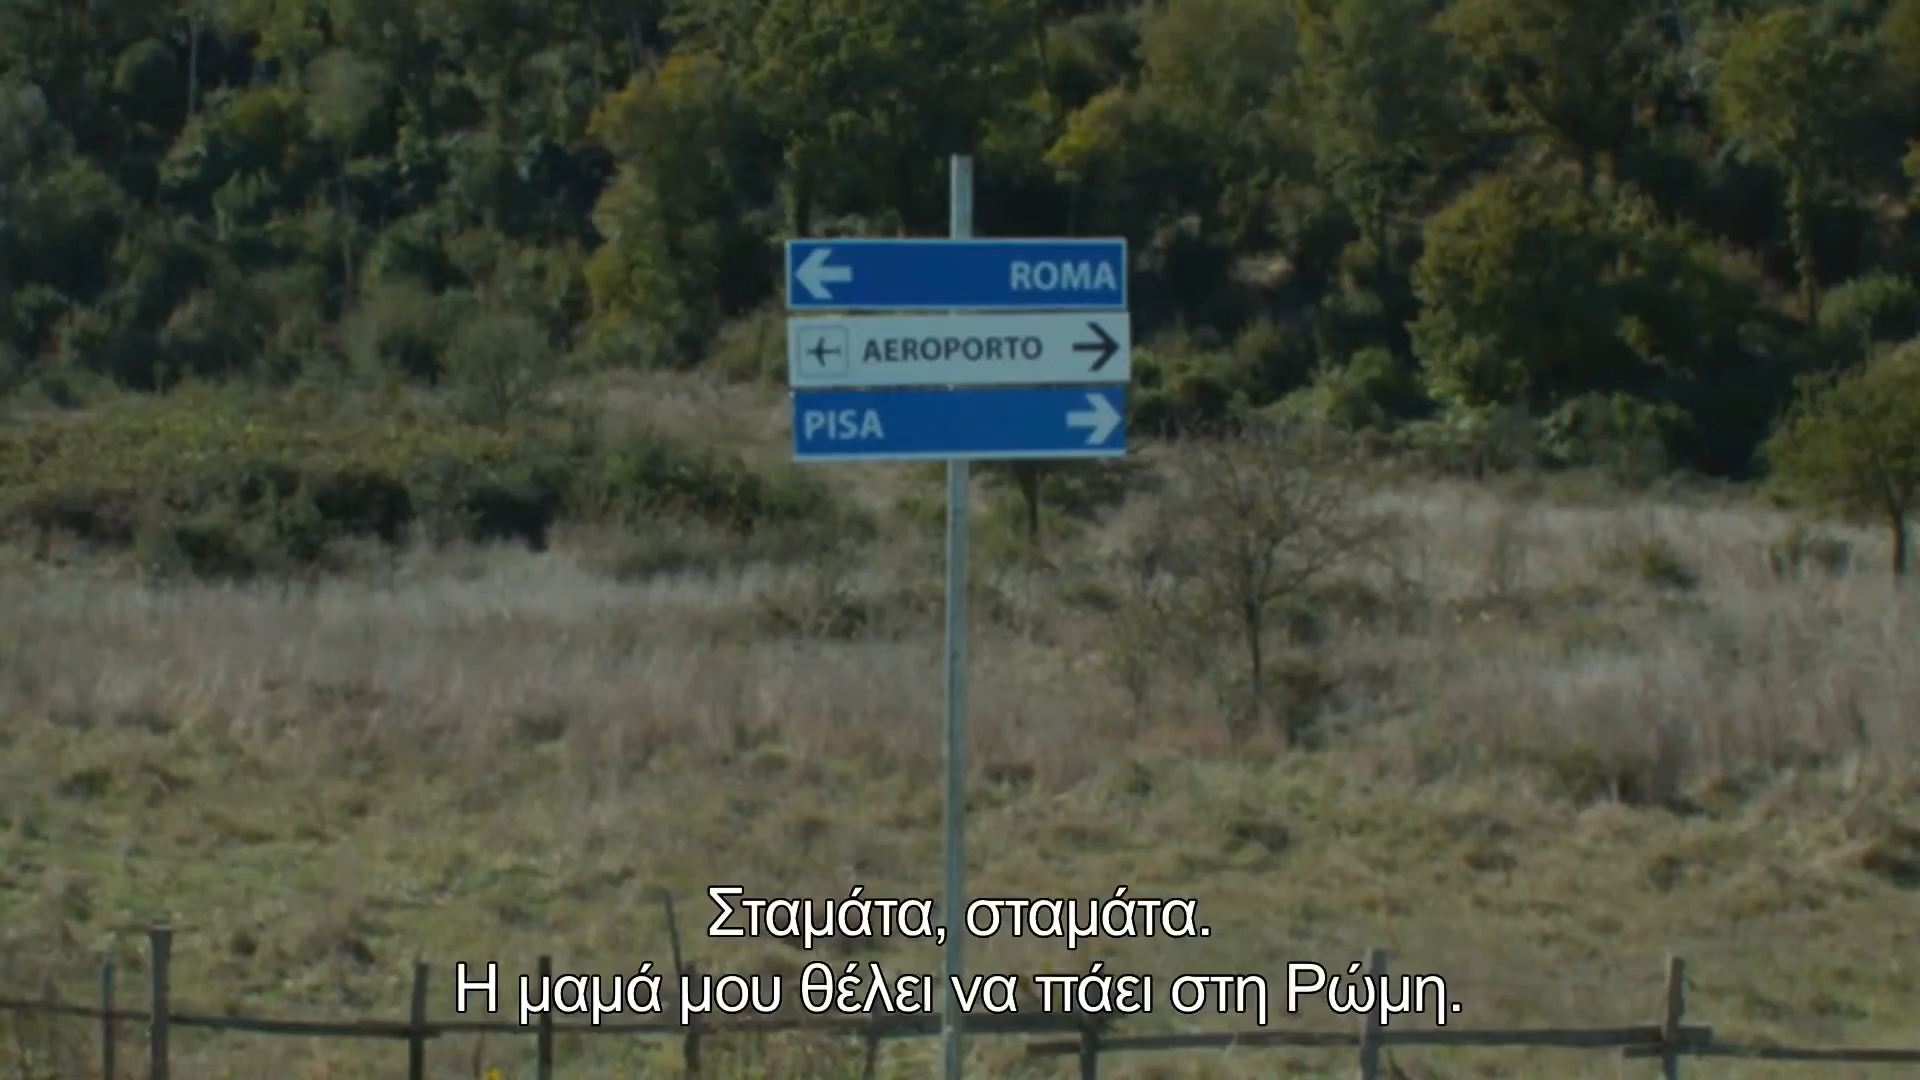 ROMA
AEROPORTO
PISA
Σταμάτα, σταμάτα.
Η μαμά μου θέλει να πάει στη Ρώμη.